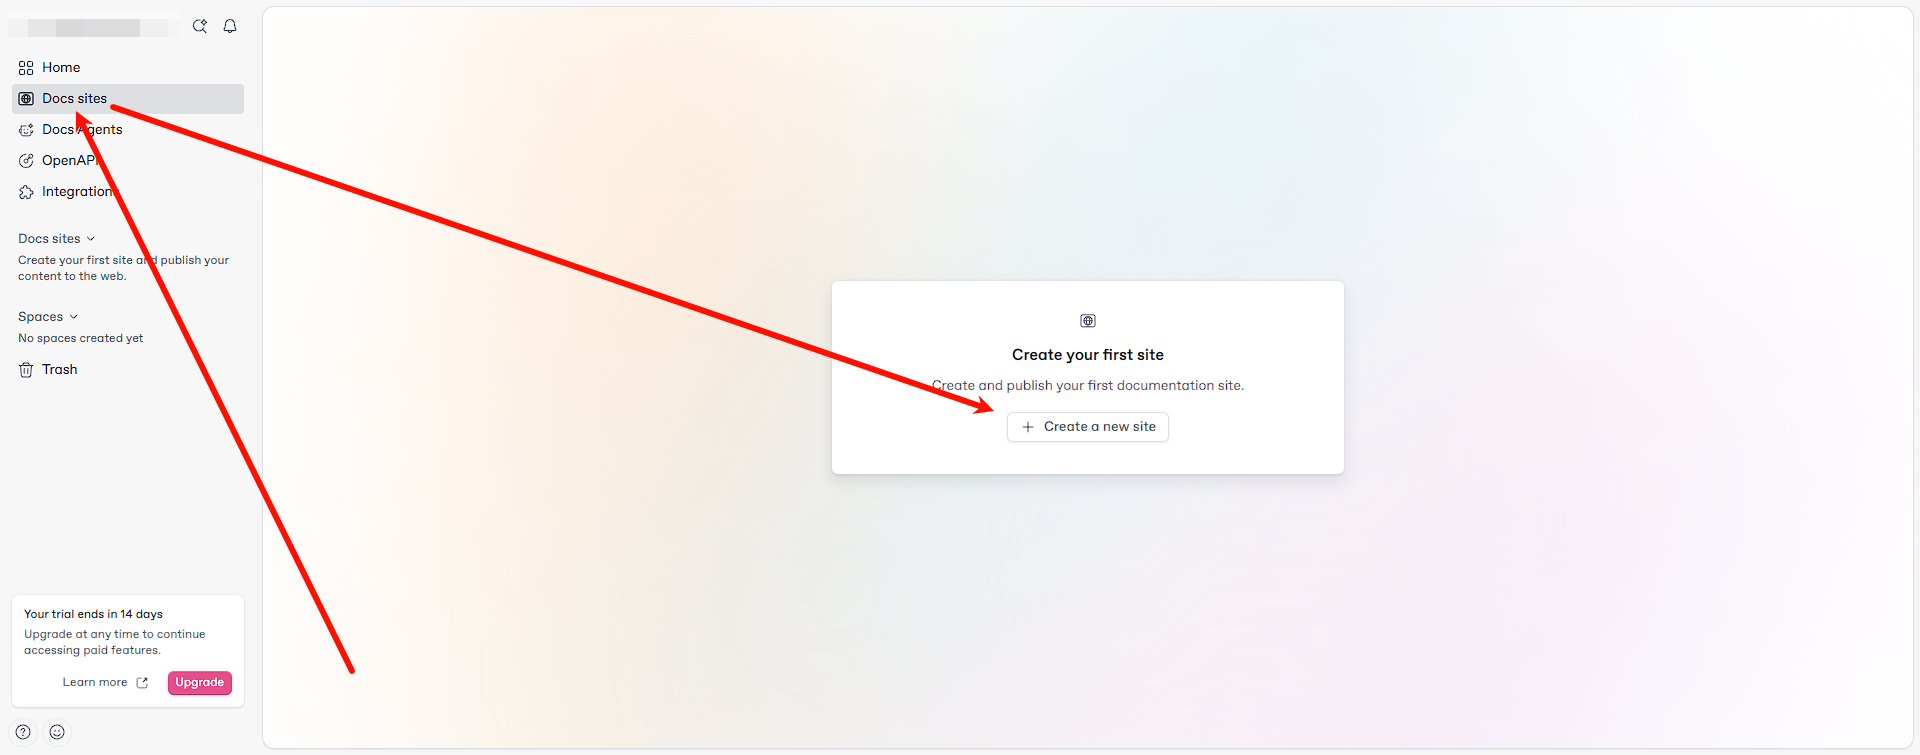 Home
Docs sites
Docs Agents
OpenAPI
Integrations
Docs sites
Create your first site and publish your
content to the web.
Spaces
No spaces created yet
Trash
Create your first site
Create and publish your first documentation site.
Create a new site
Your trial ends in 14 days
Upgrade at any time to continue
accessing paid features.
Learn more
Upgrade